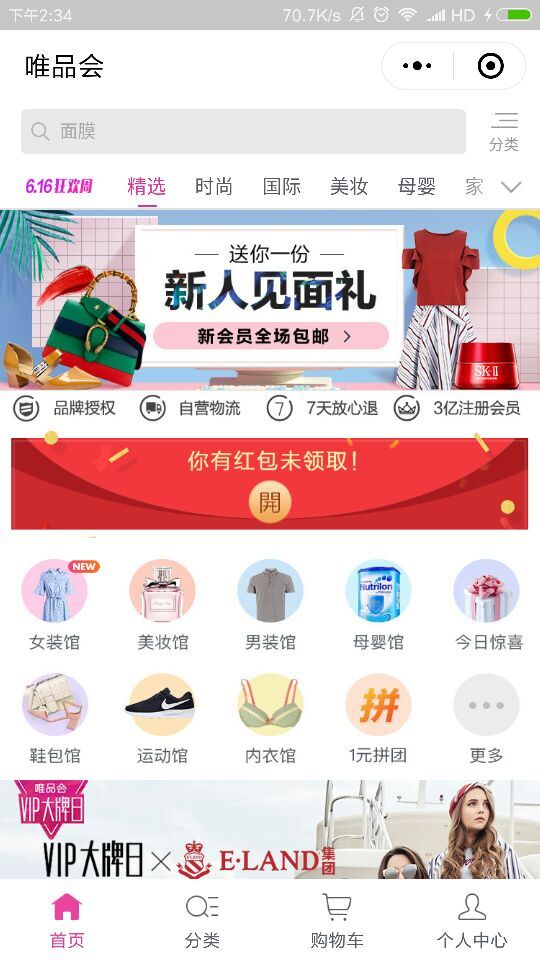 下午2:34
70.7K/s
HD
唯品会
面膜
分类
6.16狂欢周
精选
时尚
国际
美妆
母婴
家
送你一份
新人见面礼
新会员全场包邮
SK-II
品牌授权
自营物流
7
7天放心退
3亿注册会员
你有红包未领取!
開
NEW
Nutrilon
女装馆
美妆馆
男装馆
母婴馆
今日惊喜
拼
鞋包馆
运动馆
内衣馆
1元拼团
更多
唯品会
VIP大牌日
VIP大牌日×E·LAND集团
首页
分类
购物车
个人中心